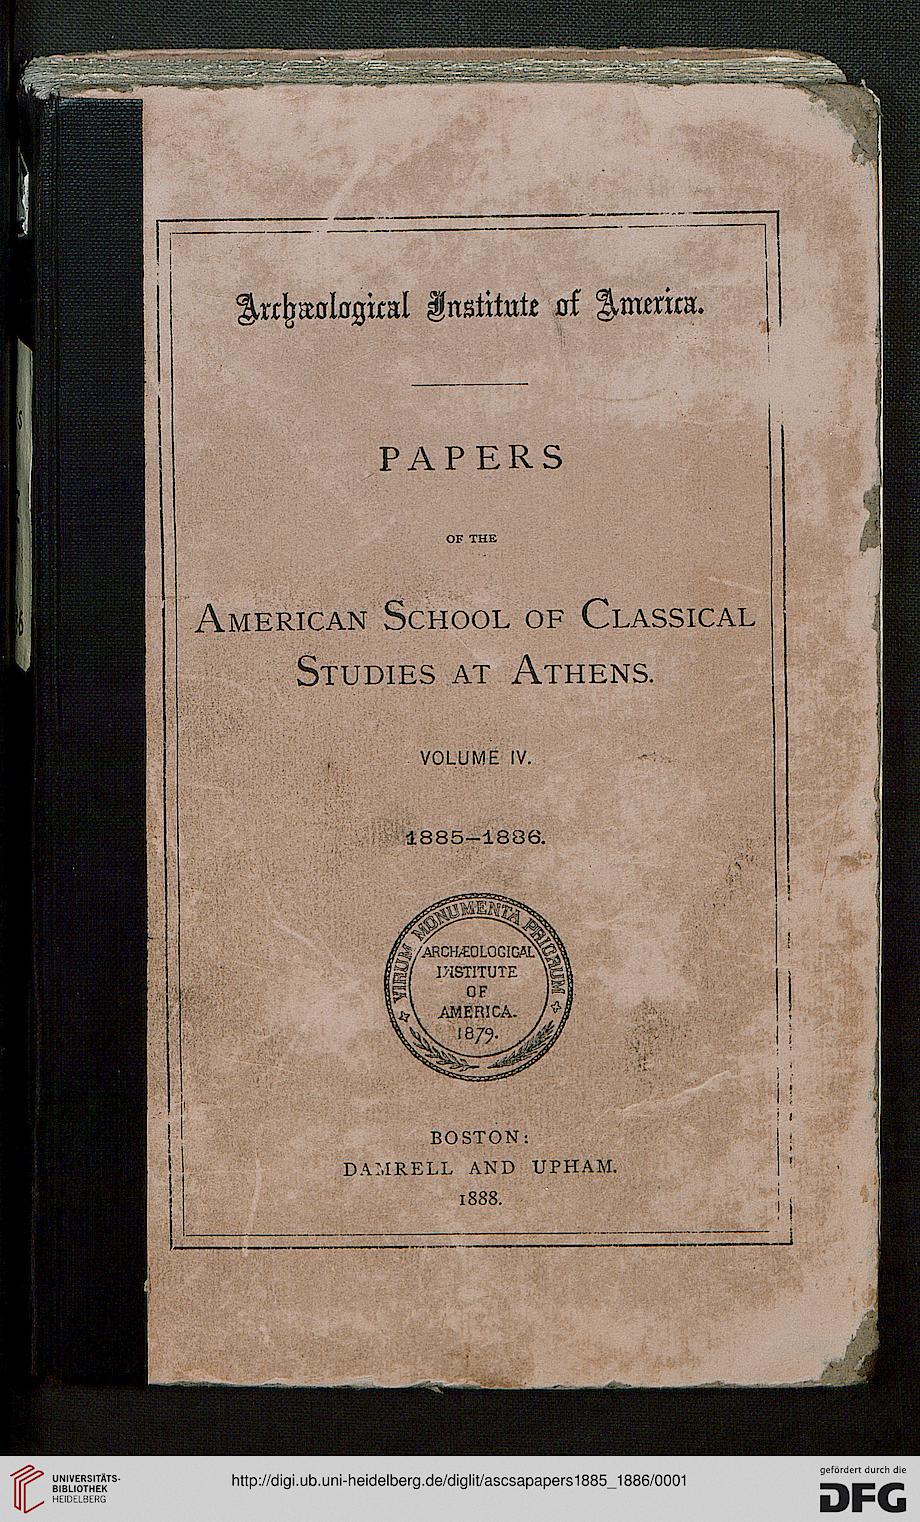 Archæological Institute of America.
PAPERS
OF THE
AMERICAN SCHOOL OF CLASSICAL
STUDIES AT ATHENS.
VOLUME IV.
1885–1886.
VIRUM MONUMENTA PRICRUM
ARCHÆOLOGICAL
INSTITUTE
OF
AMERICA.
1879.
BOSTON:
DAMRELL AND UPHAM.
1888.
UNIVERSITÄTS-
BIBLIOTHEK
HEIDELBERG
http://digi.ub.uni-heidelberg.de/diglit/ascsapapers1885_1886/0001
gefördert durch die
DFG